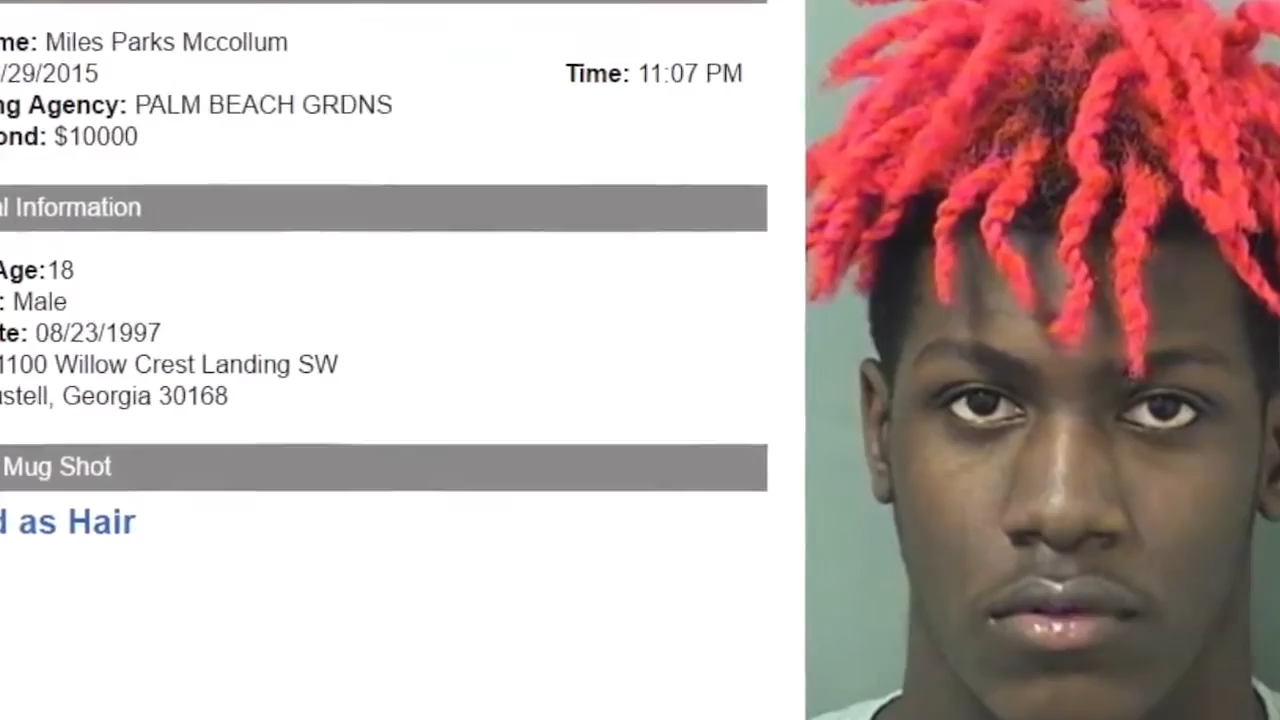 me: Miles Parks Mccollum
/29/2015 Time: 11:07 PM
ng Agency: PALM BEACH GRDNS
ond: $10000
al Information
Age:18
: Male
te: 08/23/1997
1100 Willow Crest Landing SW
ustell, Georgia 30168
Mug Shot
d as Hair